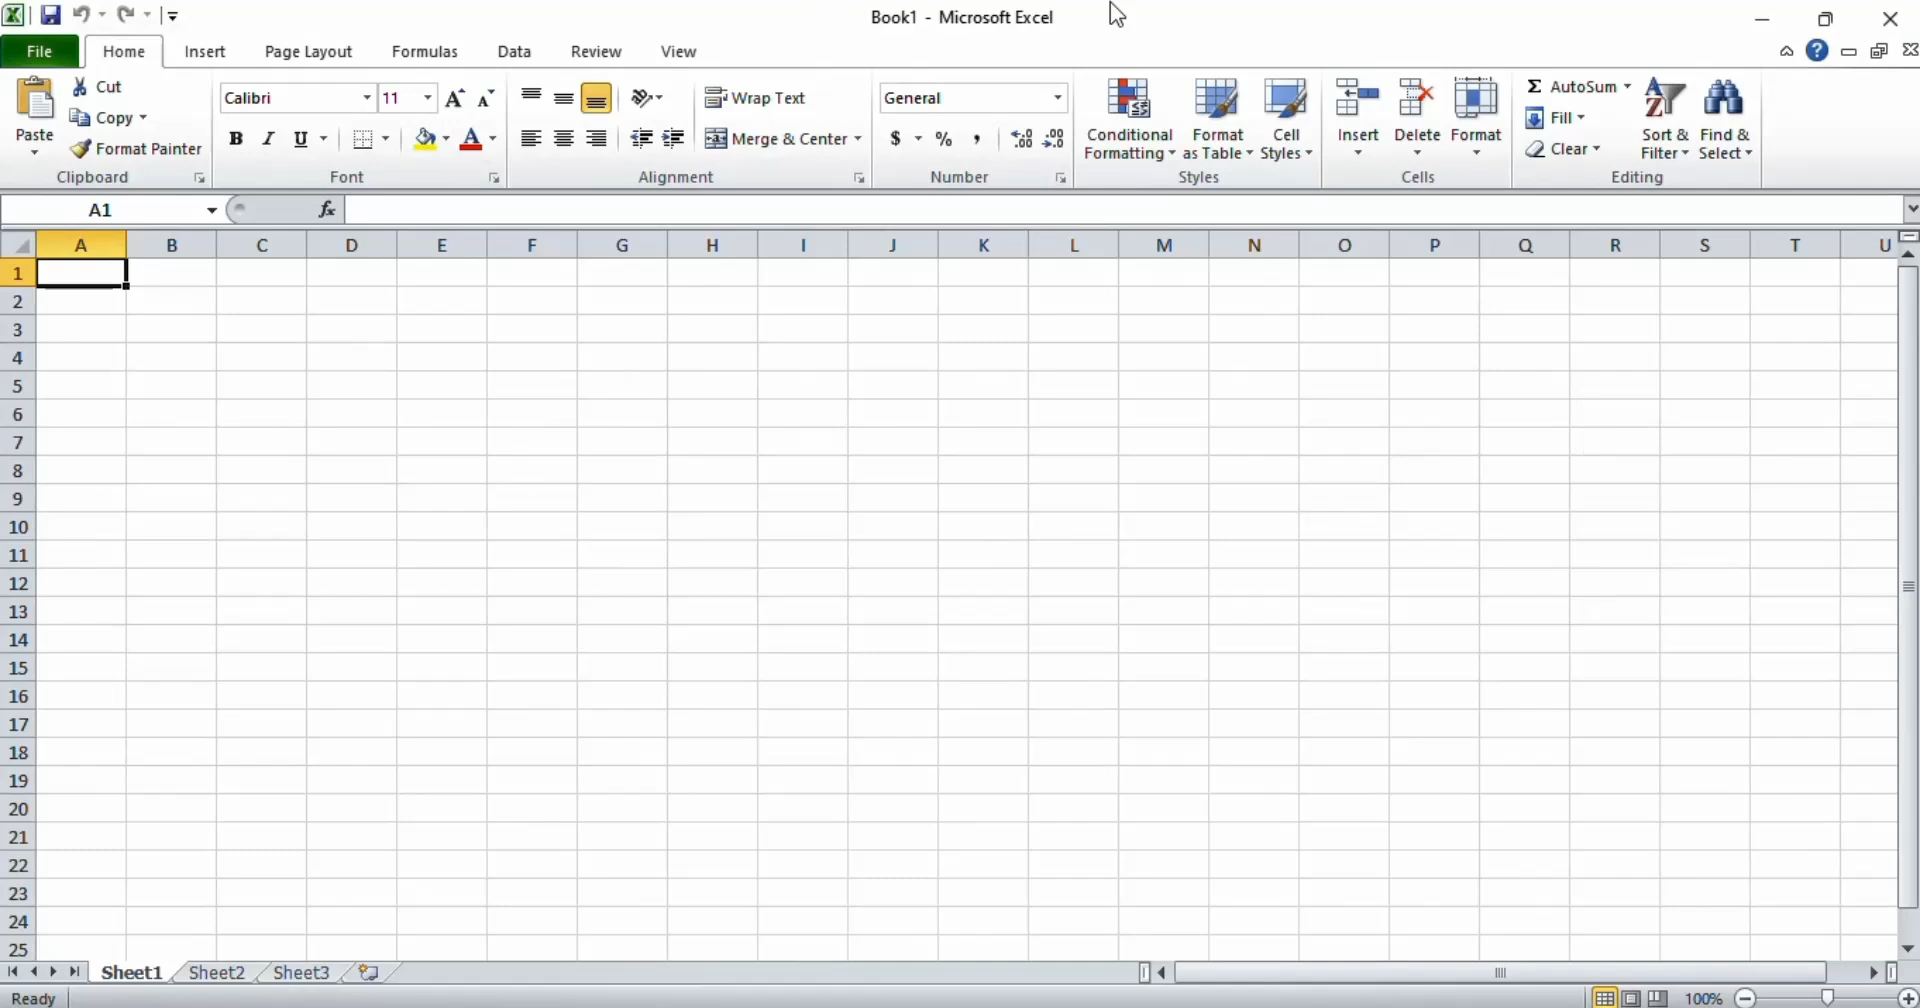 Book1 - Microsoft Excel
File Home Insert Page Layout Formulas Data Review View
Paste
Cut
Copy
Format Painter
Clipboard
Calibri 11
B I U A
Font
Wrap Text
Merge & Center
Alignment
General
$ % , .00 .00
Number
Conditional Formatting
Format as Table
Cell Styles
Styles
Insert
Delete
Format
Cells
Σ AutoSum
Fill
Clear
Sort & Filter
Find & Select
Editing
A1 fx
A B C D E F G H I J K L M N O P Q R S T U
1
2
3
4
5
6
7
8
9
10
11
12
13
14
15
16
17
18
19
20
21
22
23
24
25
Sheet1 Sheet2 Sheet3
Ready 100%